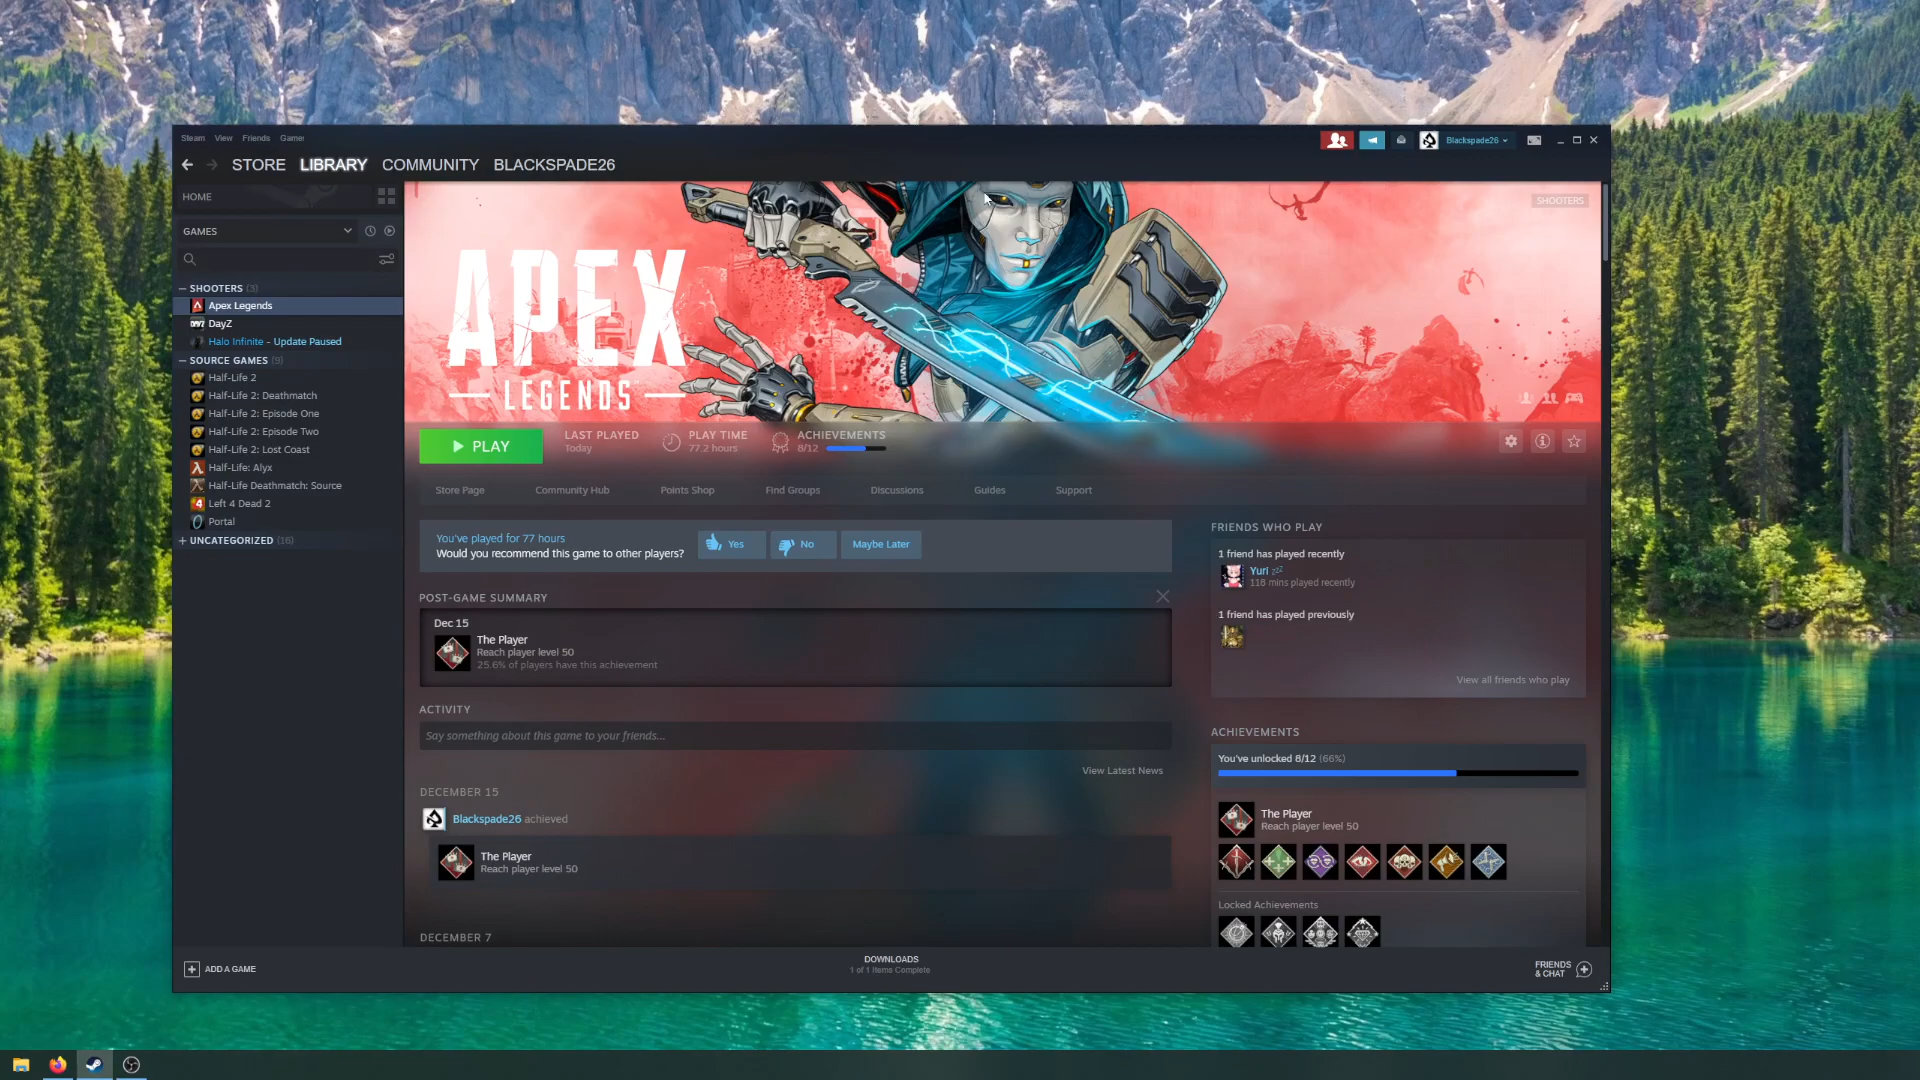 Steam View Friends Games
Blackspade26
STORE LIBRARY COMMUNITY BLACKSPADE26
HOME
GAMES
SHOOTERS (3)
Apex Legends
DayZ
Halo Infinite - Update Paused
SOURCE GAMES (9)
Half-Life 2
Half-Life 2: Deathmatch
Half-Life 2: Episode One
Half-Life 2: Episode Two
Half-Life 2: Lost Coast
Half-Life: Alyx
Half-Life Deathmatch: Source
Left 4 Dead 2
Portal
UNCATEGORIZED (16)
SHOOTERS
APEX
LEGENDS
PLAY
LAST PLAYED
Today
PLAY TIME
77.2 hours
ACHIEVEMENTS
8/12
Store Page Community Hub Points Shop Find Groups Discussions Guides Support
You've played for 77 hours
Would you recommend this game to other players?
Yes No Maybe Later
POST-GAME SUMMARY
Dec 15
The Player
Reach player level 50
25.6% of players have this achievement
ACTIVITY
Say something about this game to your friends...
View Latest News
DECEMBER 15
Blackspade26 achieved
The Player
Reach player level 50
DECEMBER 7
FRIENDS WHO PLAY
1 friend has played recently
Yuri zzz
118 mins played recently
1 friend has played previously
View all friends who play
ACHIEVEMENTS
You've unlocked 8/12 (66%)
The Player
Reach player level 50
Locked Achievements
ADD A GAME
DOWNLOADS
1 of 1 Items Complete
FRIENDS
& CHAT